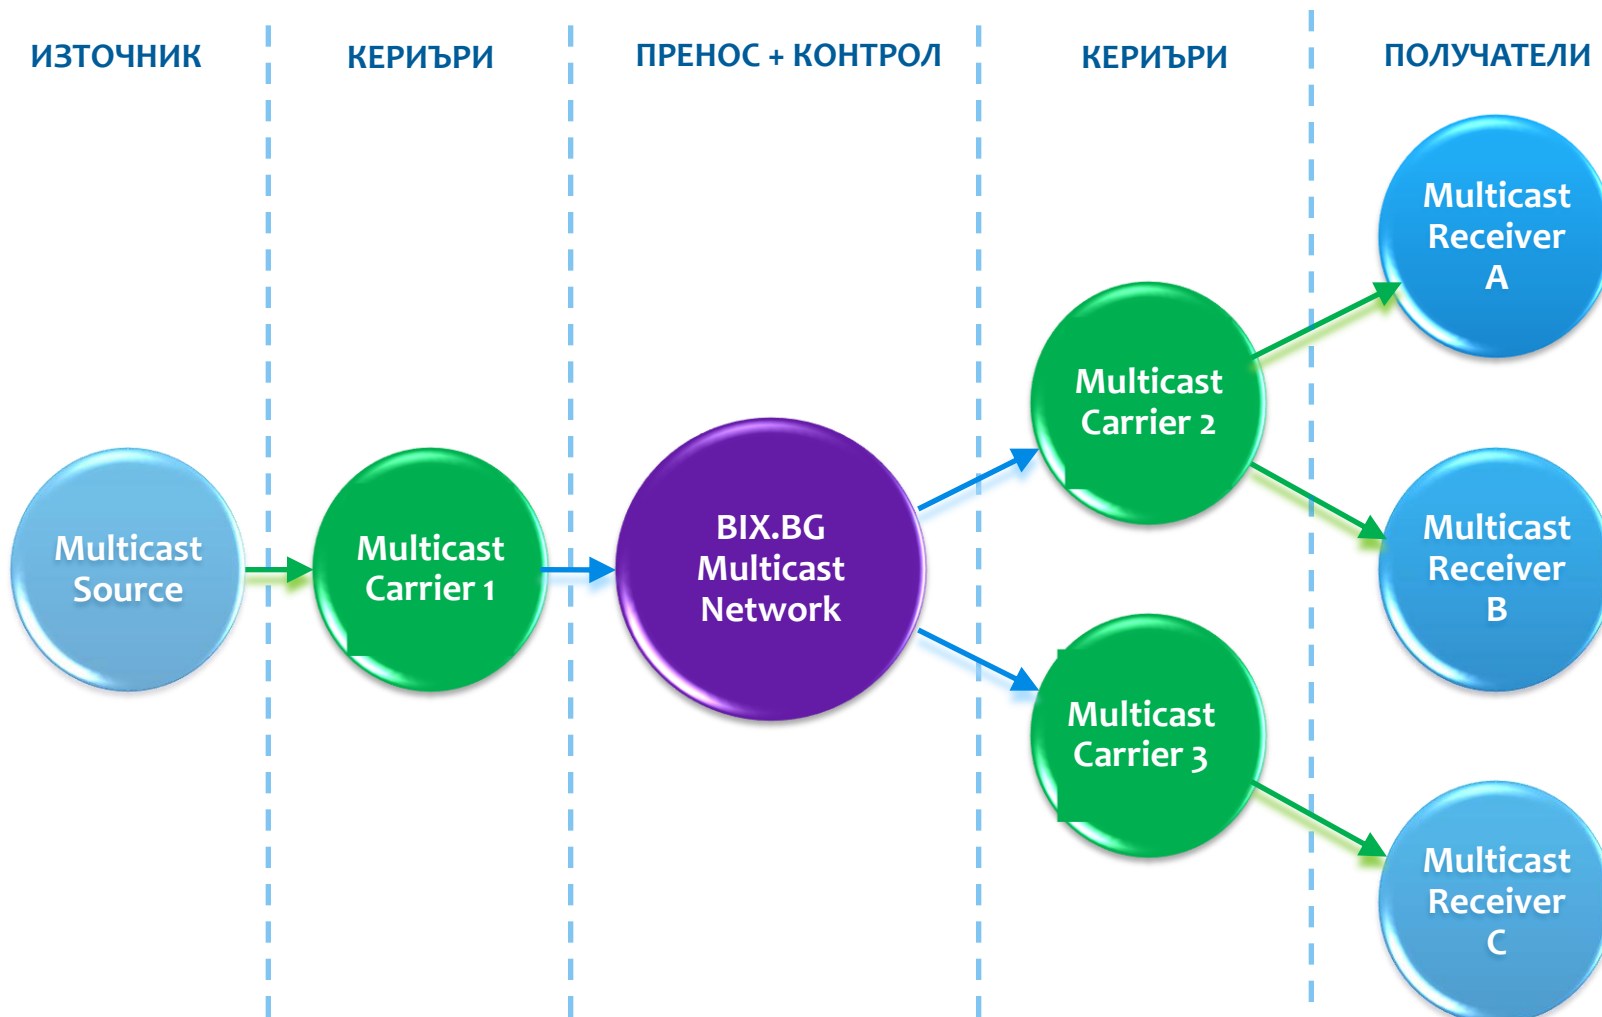 ИЗТОЧНИК
КЕРИЪРИ
ПРЕНОС + КОНТРОЛ
КЕРИЪРИ
ПОЛУЧАТЕЛИ
Multicast
Source
Multicast
Carrier 1
BIX.BG
Multicast
Network
Multicast
Carrier 2
Multicast
Carrier 3
Multicast
Receiver
A
Multicast
Receiver
B
Multicast
Receiver
C